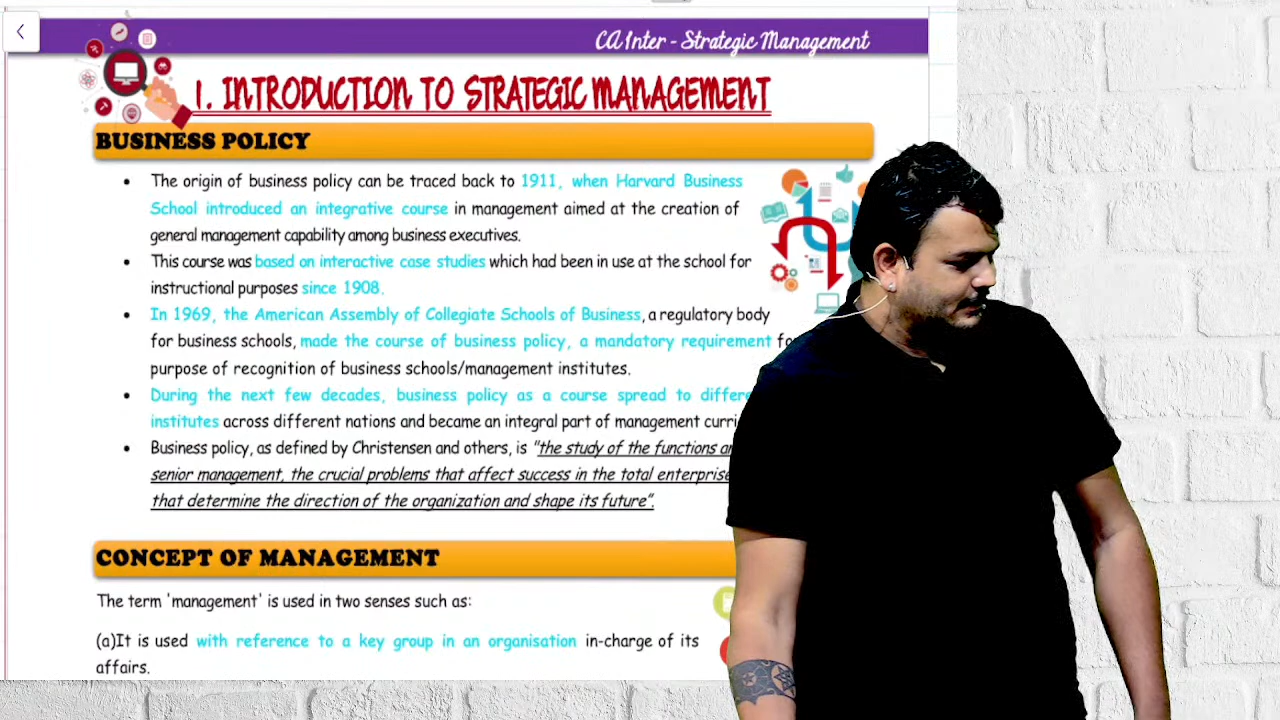 CA Inter - Strategic Management
1. INTRODUCTION TO STRATEGIC MANAGEMENT
BUSINESS POLICY
• The origin of business policy can be traced back to 1911, when Harvard Business
School introduced an integrative course in management aimed at the creation of
general management capability among business executives.
• This course was based on interactive case studies which had been in use at the school for
instructional purposes since 1908.
• In 1969, the American Assembly of Collegiate Schools of Business, a regulatory body
for business schools, made the course of business policy, a mandatory requirement
purpose of recognition of business schools/management institutes.
• During the next few decades, business policy as a course spread to
institutes across different nations and became an integral part of management
• Business policy, as defined by Christensen and others, is "the study of the functions
senior management, the crucial problems that affect success in the total enterprise
that determine the direction of the organization and shape its future".
CONCEPT OF MANAGEMENT
The term 'management' is used in two senses such as:
(a)It is used with reference to a key group in an organisation in-charge of its
affairs.